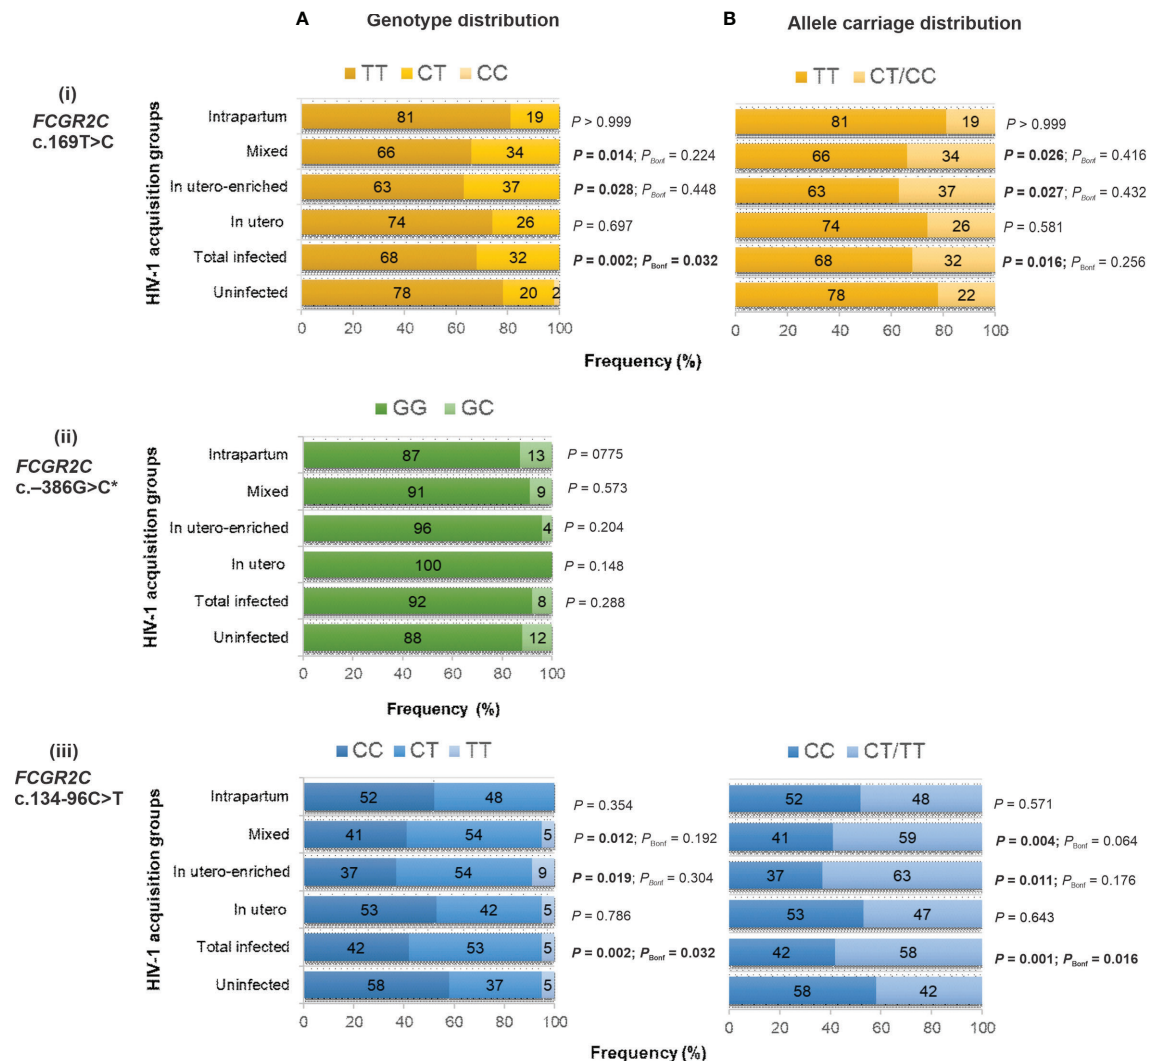 A Genotype distribution
B Allele carriage distribution
(i)
FCGR2C
c.169T>C
HIV-1 acquisition groups
TT CT CC
Intrapartum 81 19 P > 0.999
Mixed 66 34 P = 0.014; PBonf = 0.224
In utero-enriched 63 37 P = 0.028; PBonf = 0.448
In utero 74 26 P = 0.697
Total infected 68 32 P = 0.002; PBonf = 0.032
Uninfected 78 20 2
0 20 40 60 80 100
TT CT/CC
81 19 P > 0.999
66 34 P = 0.026; PBonf = 0.416
63 37 P = 0.027; PBonf = 0.432
74 26 P = 0.581
68 32 P = 0.016; PBonf = 0.256
78 22
0 20 40 60 80 100
Frequency (%)
(ii)
FCGR2C
c.–386G>C*
HIV-1 acquisition groups
GG GC
Intrapartum 87 13 P = 0775
Mixed 91 9 P = 0.573
In utero-enriched 96 4 P = 0.204
In utero 100 P = 0.148
Total infected 92 8 P = 0.288
Uninfected 88 12
0 20 40 60 80 100
Frequency (%)
(iii)
FCGR2C
c.134-96C>T
HIV-1 acquisition groups
CC CT TT
Intrapartum 52 48 P = 0.354
Mixed 41 54 5 P = 0.012; PBonf = 0.192
In utero-enriched 37 54 9 P = 0.019; PBonf = 0.304
In utero 53 42 5 P = 0.786
Total infected 42 53 5 P = 0.002; PBonf = 0.032
Uninfected 58 37 5
0 20 40 60 80 100
CC CT/TT
52 48 P = 0.571
41 59 P = 0.004; PBonf = 0.064
37 63 P = 0.011; PBonf = 0.176
53 47 P = 0.643
42 58 P = 0.001; PBonf = 0.016
58 42
0 20 40 60 80 100
Frequency (%)